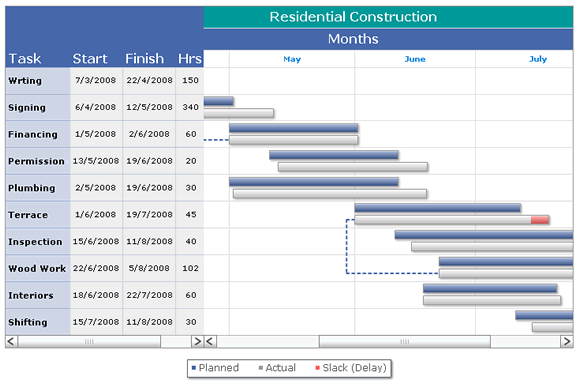 Residential Construction
Months
Task Start Finish Hrs May June July
Wrting 7/3/2008 22/4/2008 150
Signing 6/4/2008 12/5/2008 340
Financing 1/5/2008 2/6/2008 60
Permission 13/5/2008 19/6/2008 20
Plumbing 2/5/2008 19/6/2008 30
Terrace 1/6/2008 19/7/2008 45
Inspection 15/6/2008 11/8/2008 40
Wood Work 22/6/2008 5/8/2008 102
Interiors 18/6/2008 22/7/2008 60
Shifting 15/7/2008 11/8/2008 30
Planned Actual Slack (Delay)